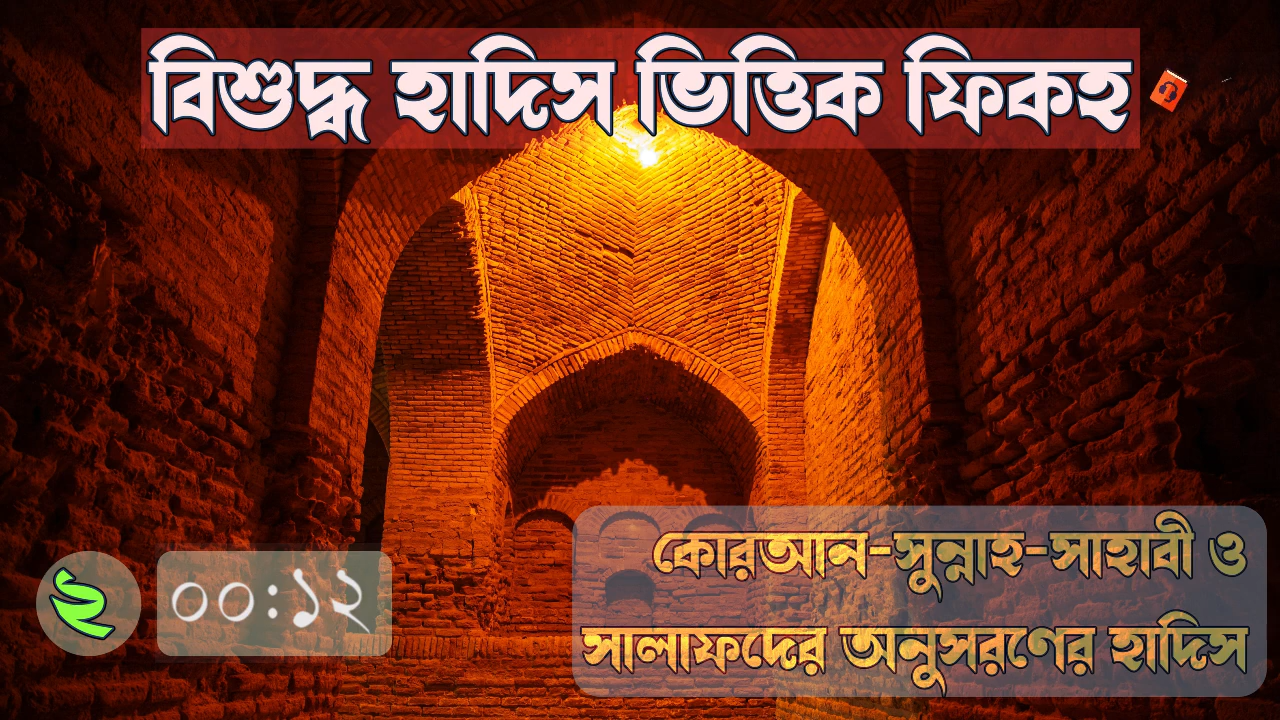 বিশুদ্ধ হাদিস ভিত্তিক ফিকহ
কোরআন-সুন্নাহ-সাহাবী ও
সালাফদের অনুসরণের হাদিস
২
০০:১২